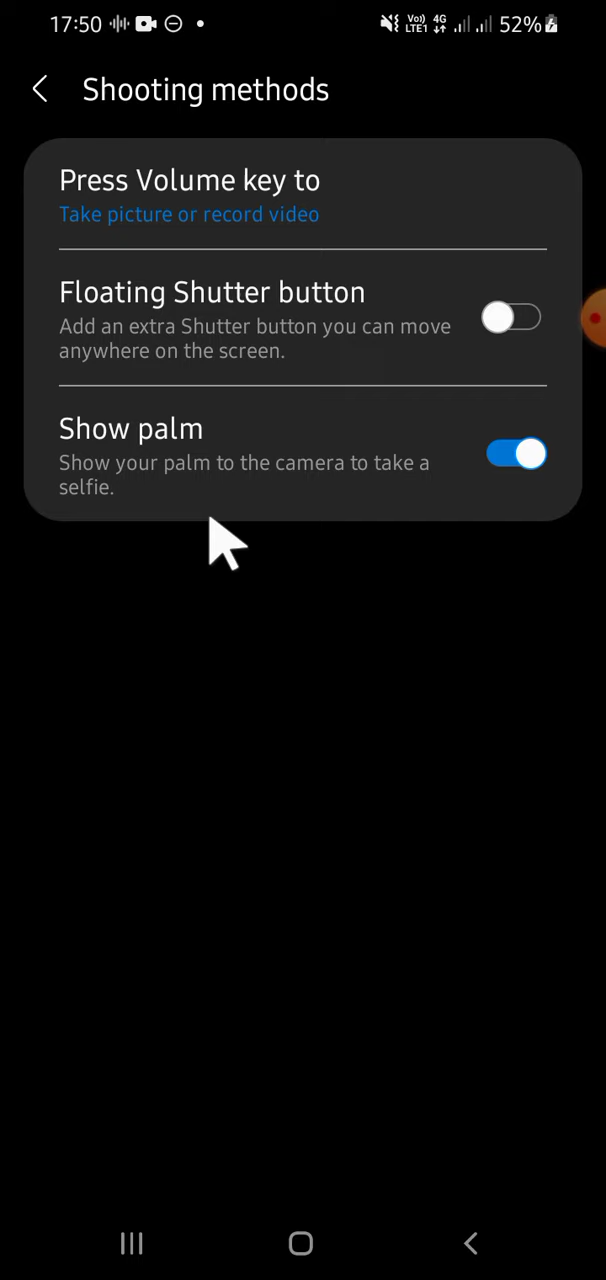 17:50 Vo) 4G LTE1 52%
Shooting methods
Press Volume key to
Take picture or record video
Floating Shutter button
Add an extra Shutter button you can move
anywhere on the screen.
Show palm
Show your palm to the camera to take a
selfie.